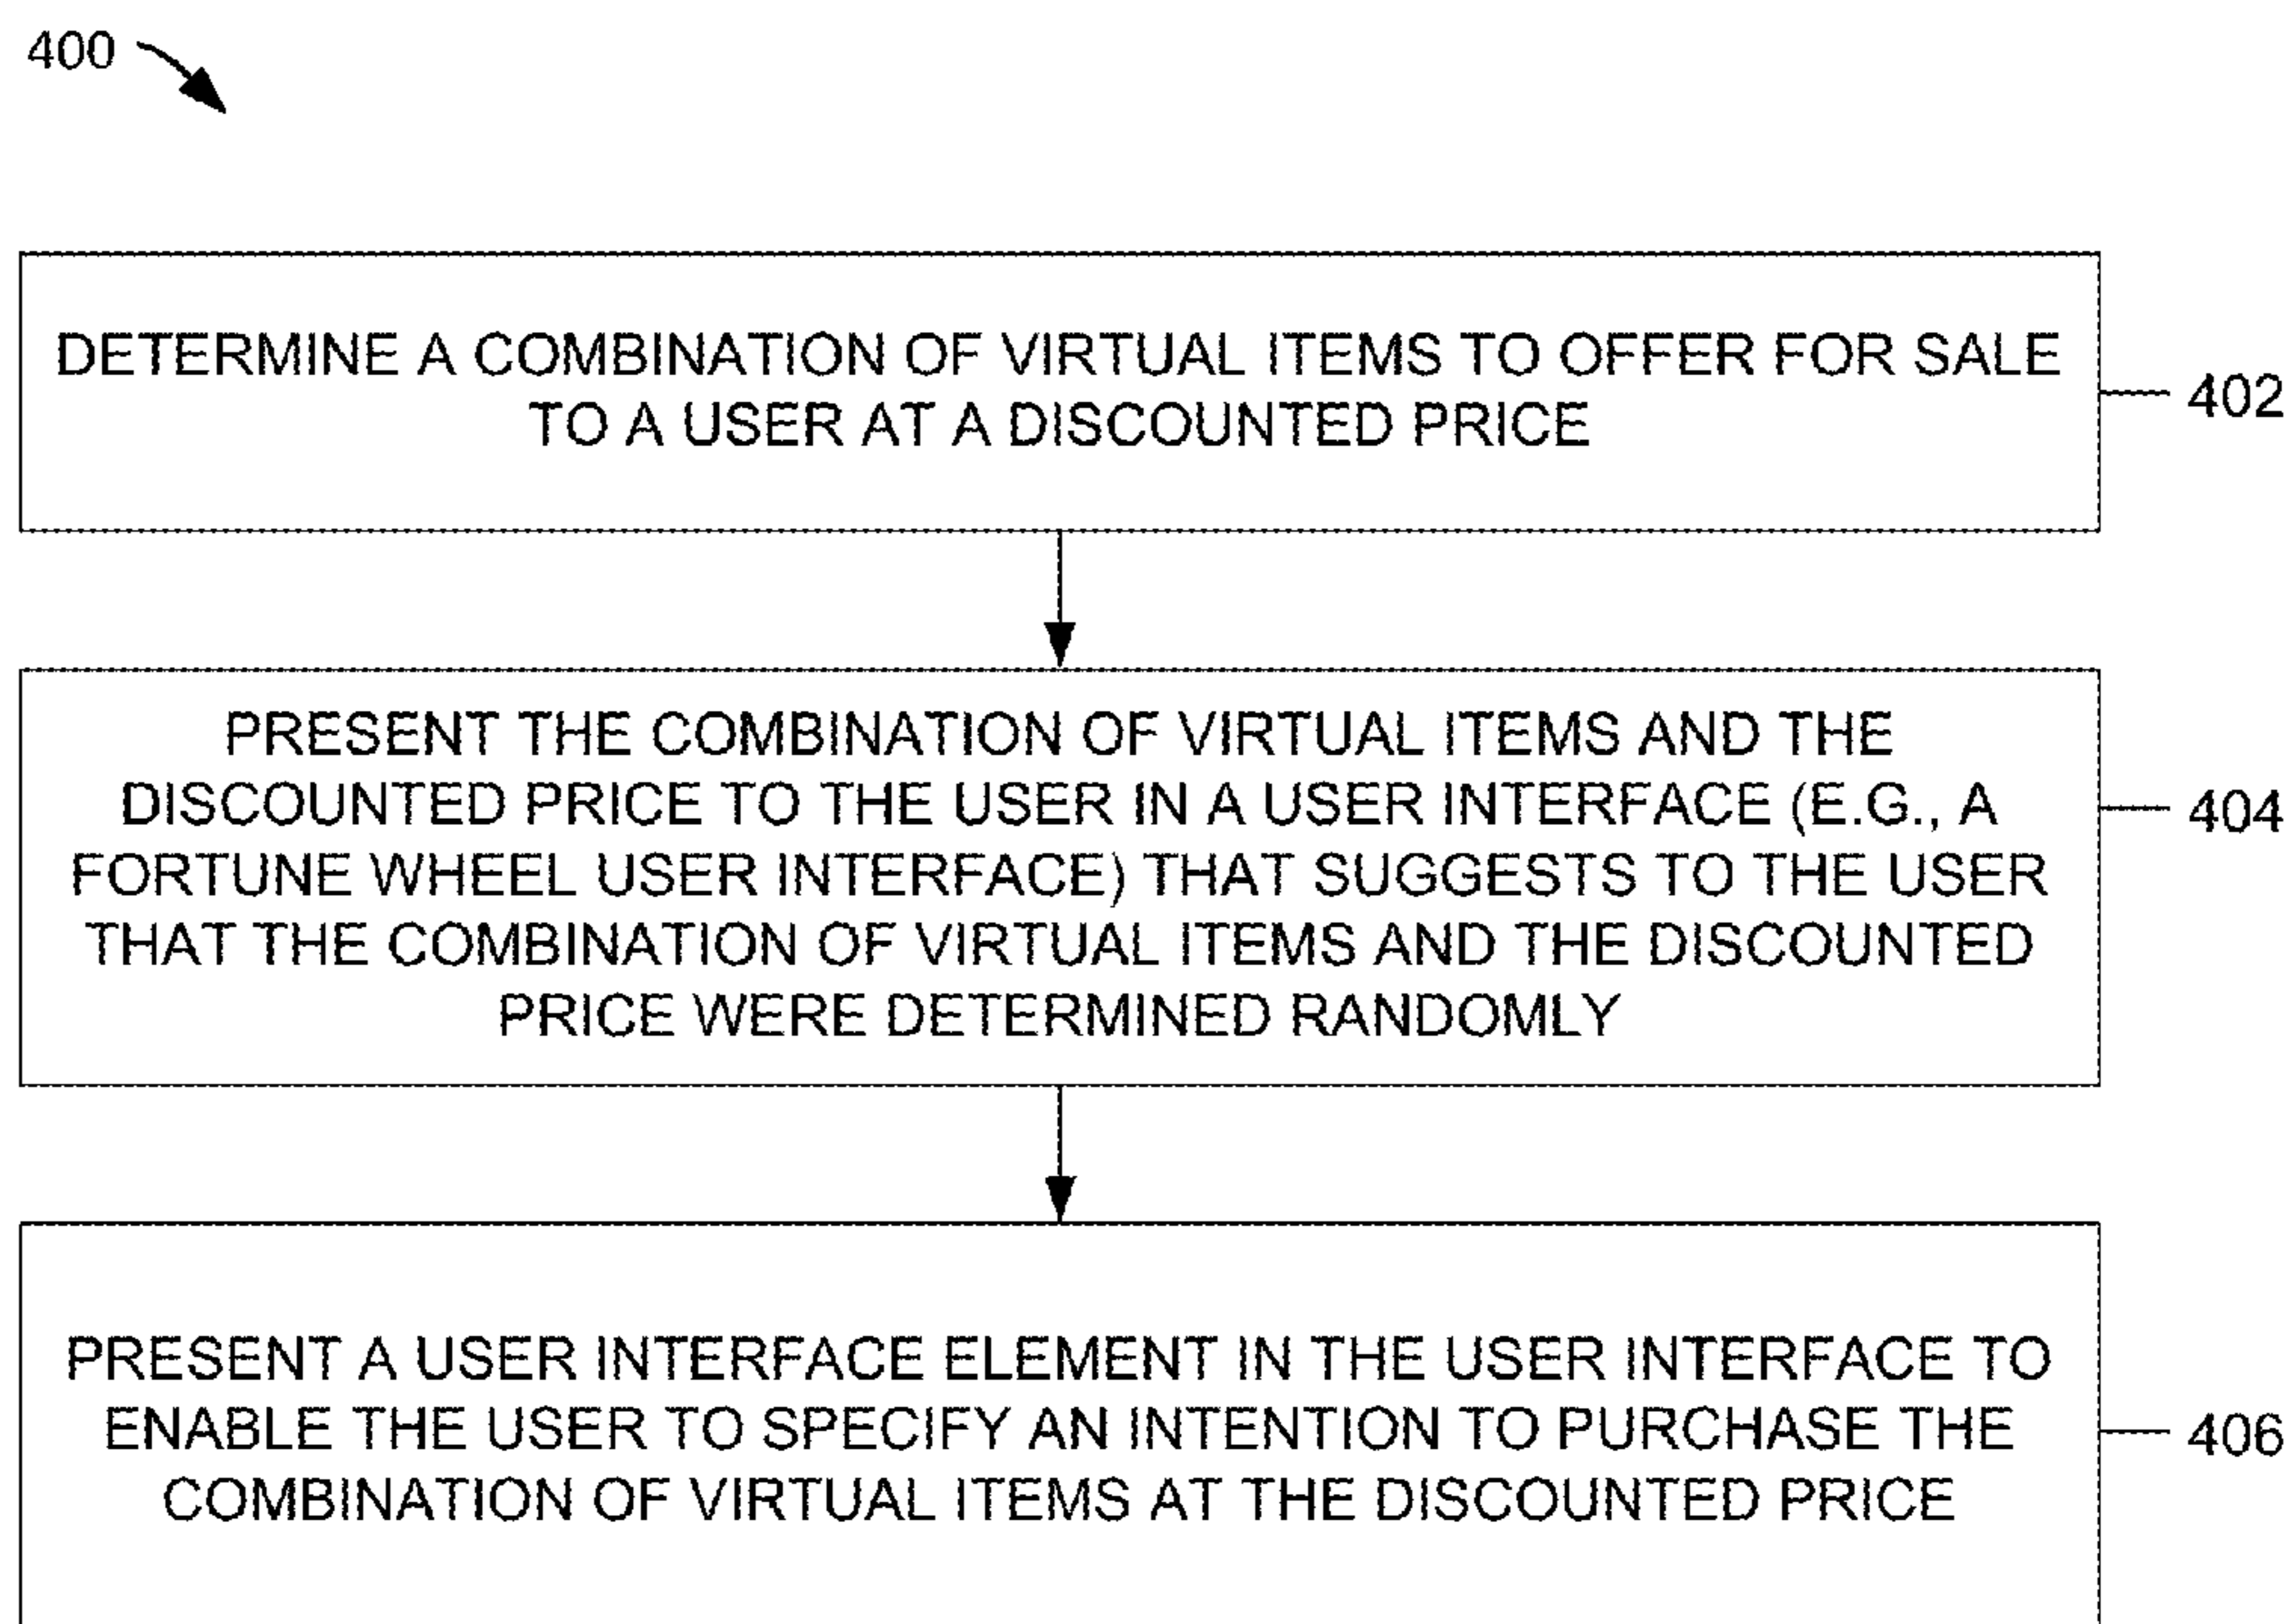 400
DETERMINE A COMBINATION OF VIRTUAL ITEMS TO OFFER FOR SALE
TO A USER AT A DISCOUNTED PRICE
402
PRESENT THE COMBINATION OF VIRTUAL ITEMS AND THE
DISCOUNTED PRICE TO THE USER IN A USER INTERFACE (E.G., A
FORTUNE WHEEL USER INTERFACE) THAT SUGGESTS TO THE USER
THAT THE COMBINATION OF VIRTUAL ITEMS AND THE DISCOUNTED
PRICE WERE DETERMINED RANDOMLY
404
PRESENT A USER INTERFACE ELEMENT IN THE USER INTERFACE TO
ENABLE THE USER TO SPECIFY AN INTENTION TO PURCHASE THE
COMBINATION OF VIRTUAL ITEMS AT THE DISCOUNTED PRICE
406